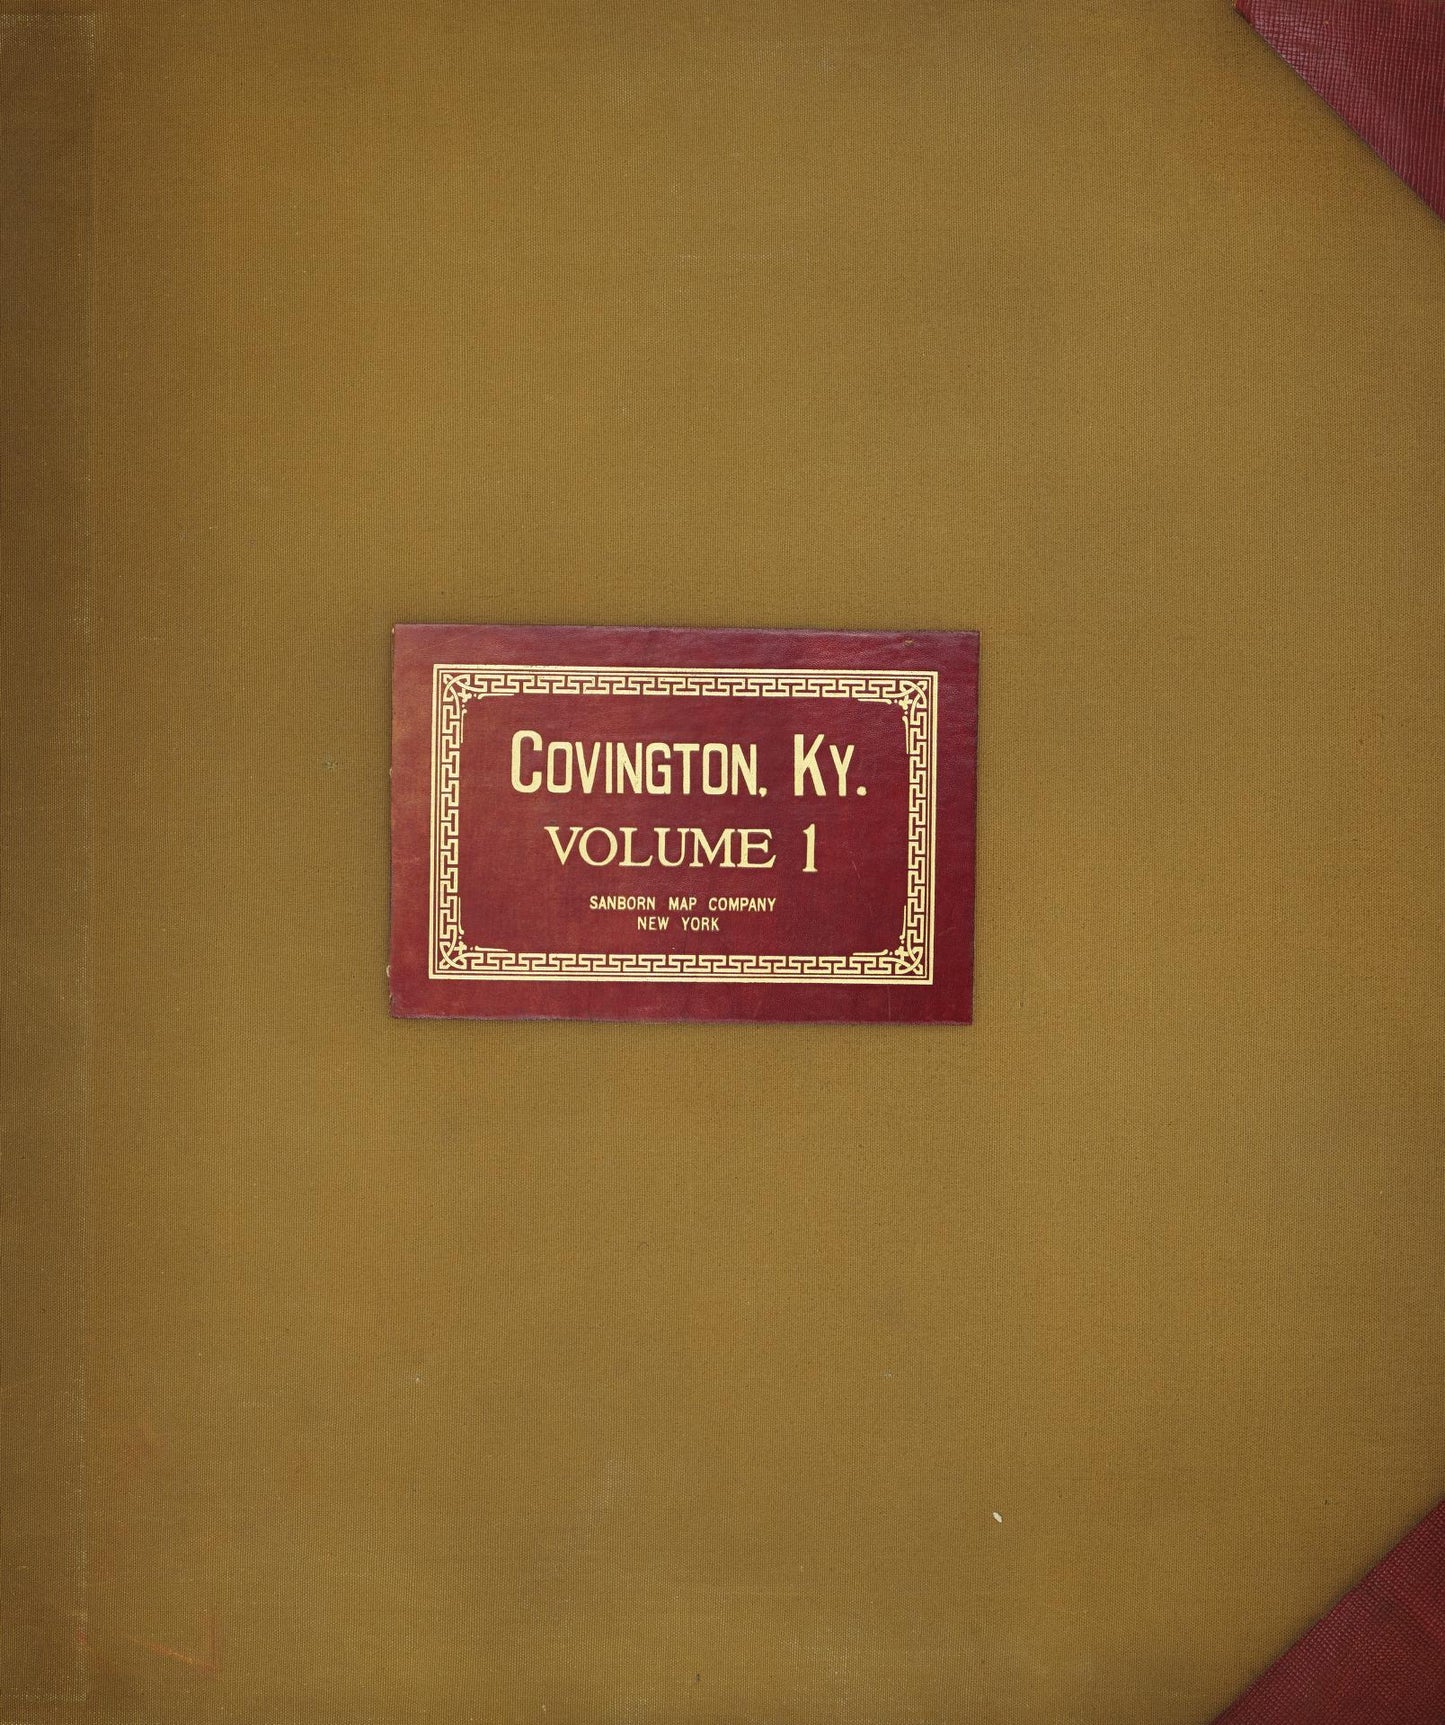 COVINGTON, KY.
VOLUME 1
SANBORN MAP COMPANY
NEW YORK